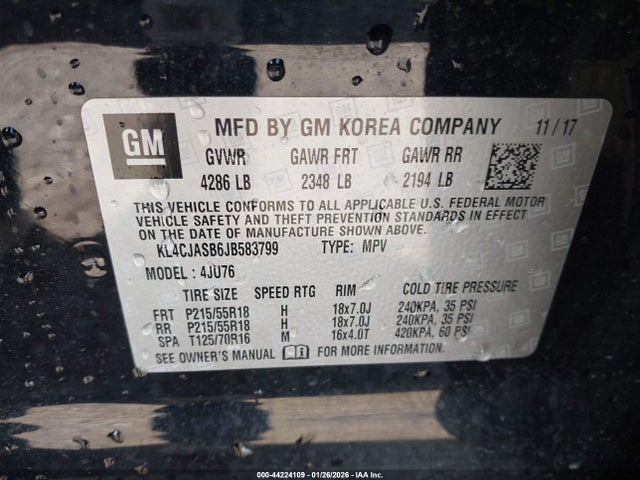 GM MFD BY GM KOREA COMPANY 11/17
GVWR GAWR FRT GAWR RR
4286 LB 2348 LB 2194 LB
THIS VEHICLE CONFORMS TO ALL APPLICABLE U.S. FEDERAL MOTOR
VEHICLE SAFETY AND THEFT PREVENTION STANDARDS IN EFFECT
ON THE DATE OF MANUFACTURE SHOWN ABOVE.
KL4CJASB6JB583799 TYPE: MPV
MODEL: 4JU76
TIRE SIZE SPEED RTG RIM COLD TIRE PRESSURE
FRT P215/55R18 H 18x7.0J 240KPA, 35 PSI
RR P215/55R18 H 18x7.0J 240KPA, 35 PSI
SPA T125/70R16 M 16x4.0T 420KPA, 60 PSI
SEE OWNER'S MANUAL FOR MORE INFORMATION
000-44224109 - 01/26/2026 - IAA Inc.